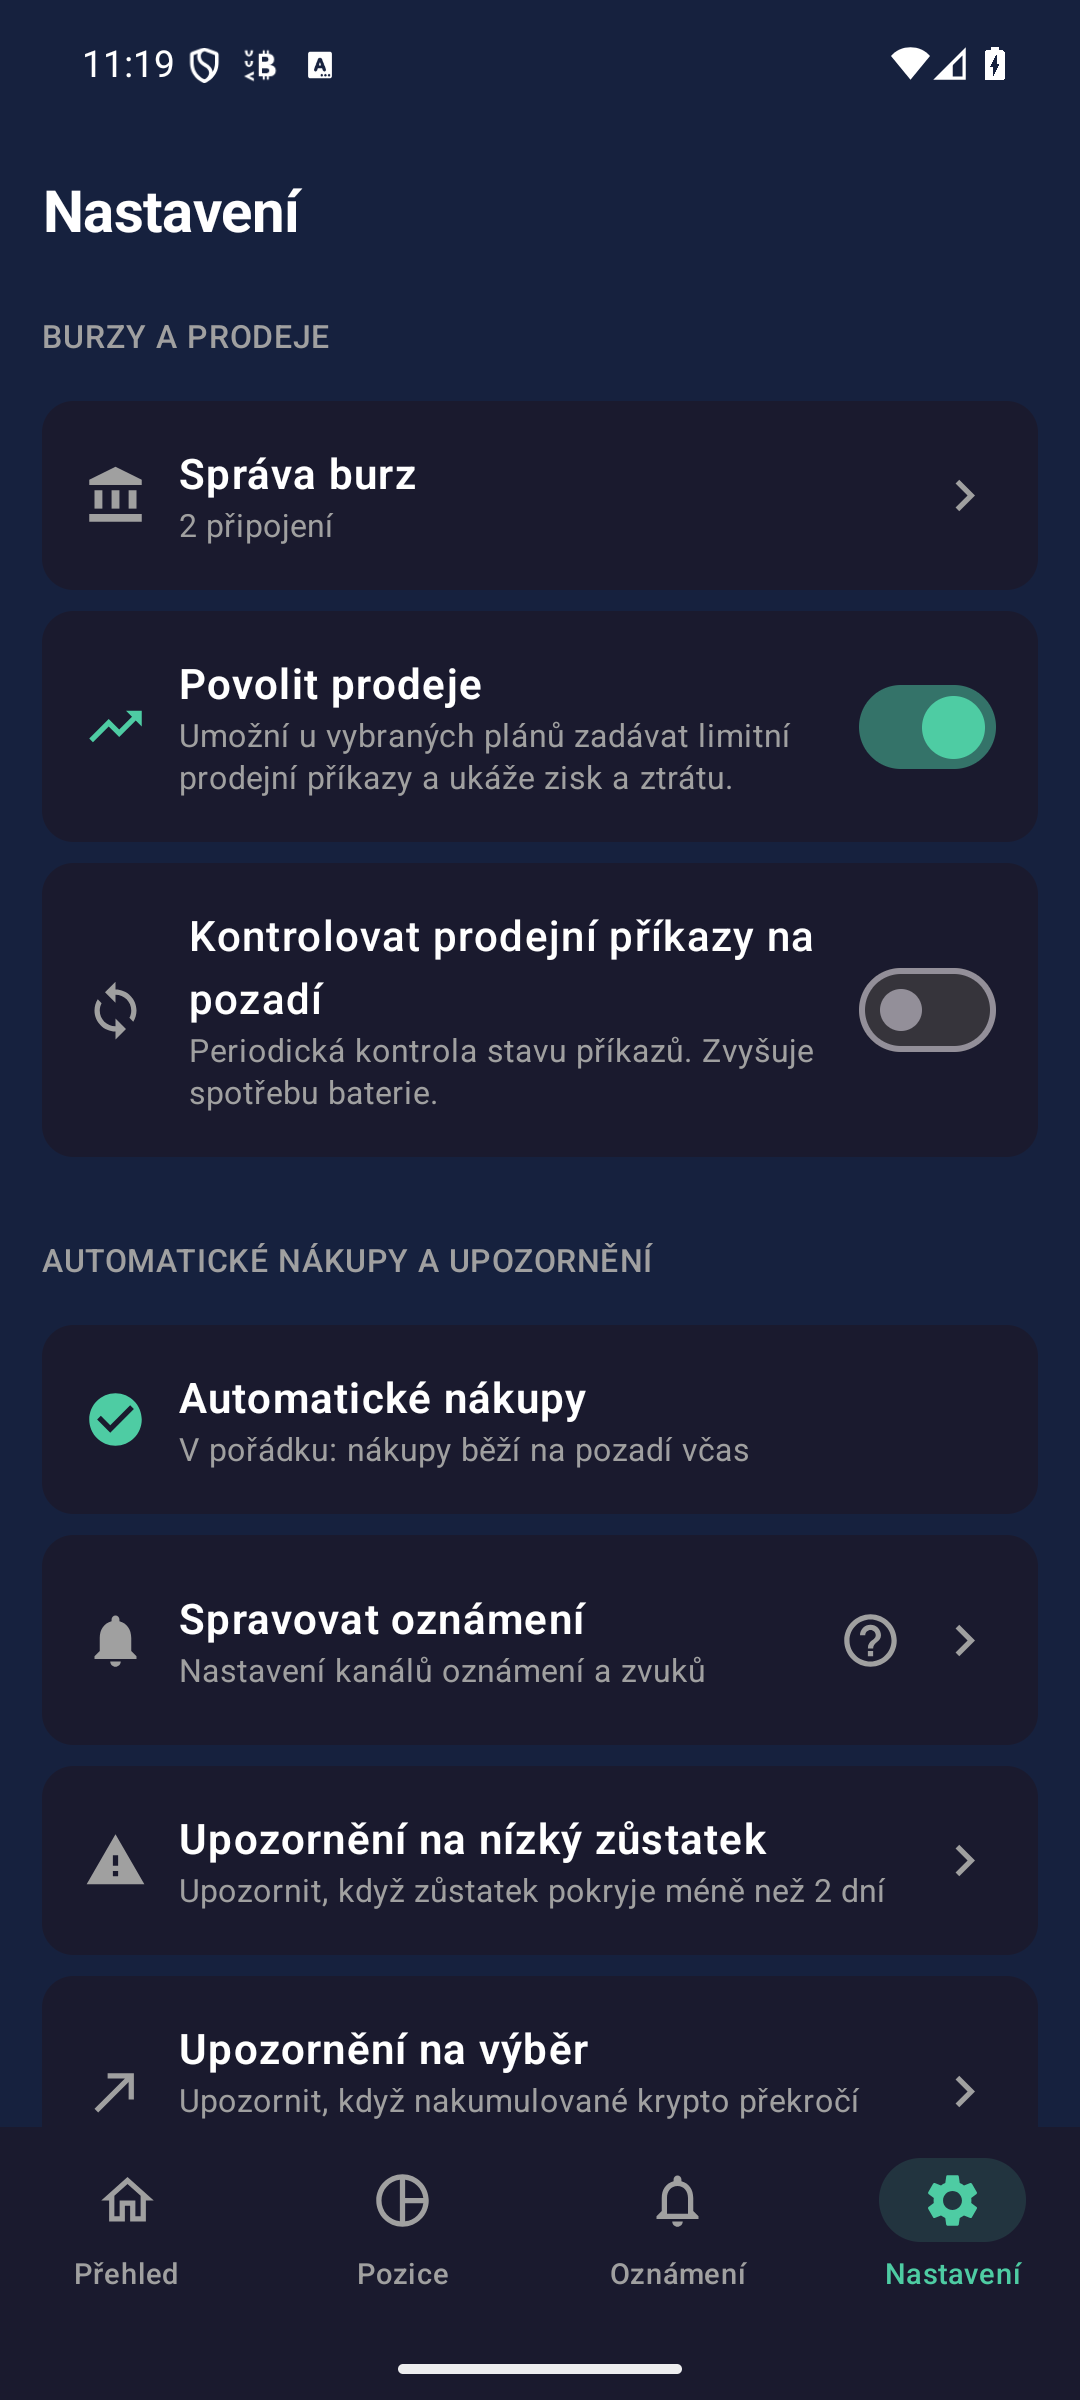 11:19
Nastavení
BURZY A PRODEJE
Správa burz
2 připojení
Povolit prodeje
Umožní u vybraných plánů zadávat limitní
prodejní příkazy a ukáže zisk a ztrátu.
Kontrolovat prodejní příkazy na
pozadí
Periodická kontrola stavu příkazů. Zvyšuje
spotřebu baterie.
AUTOMATICKÉ NÁKUPY A UPOZORNĚNÍ
Automatické nákupy
V pořádku: nákupy běží na pozadí včas
Spravovat oznámení
Nastavení kanálů oznámení a zvuků
Upozornění na nízký zůstatek
Upozornit, když zůstatek pokryje méně než 2 dní
Upozornění na výběr
Upozornit, když nakumulované krypto překročí
Přehled
Pozice
Oznámení
Nastavení